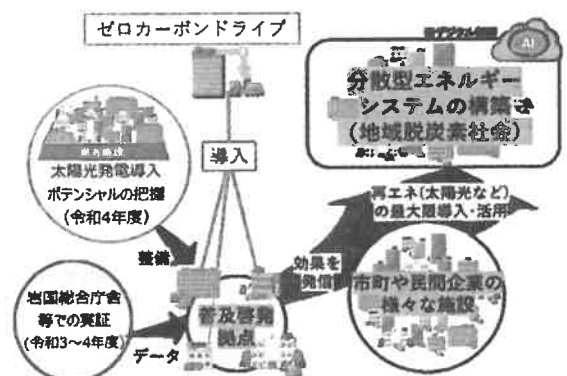 ゼロカーボンドライブ
AI
分散型エネルギー
システムの構築
(地域脱炭素社会)
導入
太陽光発電導入
ポテンシャルの把握
(令和4年度)
再エネ(太陽光など)
の最大限導入・活用
整備
効果を
発信
岩国総合庁舎
等での実証
(令和3～4年度)
データ
普及啓発
拠点
市町や民間企業の
様々な施設